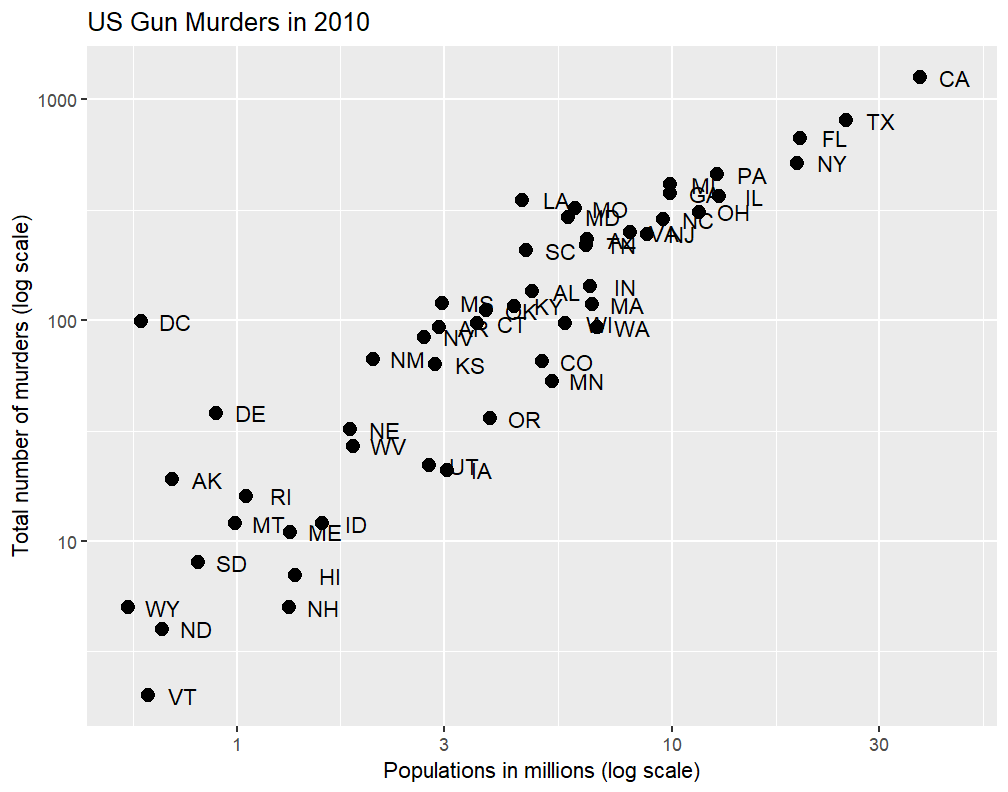 US Gun Murders in 2010
Total number of murders (log scale)
1000
100
10
CA
TX
FL
NY
PA
MI
GA
IL
LA
MO
OH
MD
NC
VA
NJ
AZ
TN
SC
IN
AL
MA
MS
KY
OK
DC
AR
CT
WI
WA
NV
NM
KS
CO
MN
OR
DE
NE
WV
UT
IA
AK
RI
MT
ME
ID
SD
HI
WY
NH
ND
VT
1
3
10
30
Populations in millions (log scale)